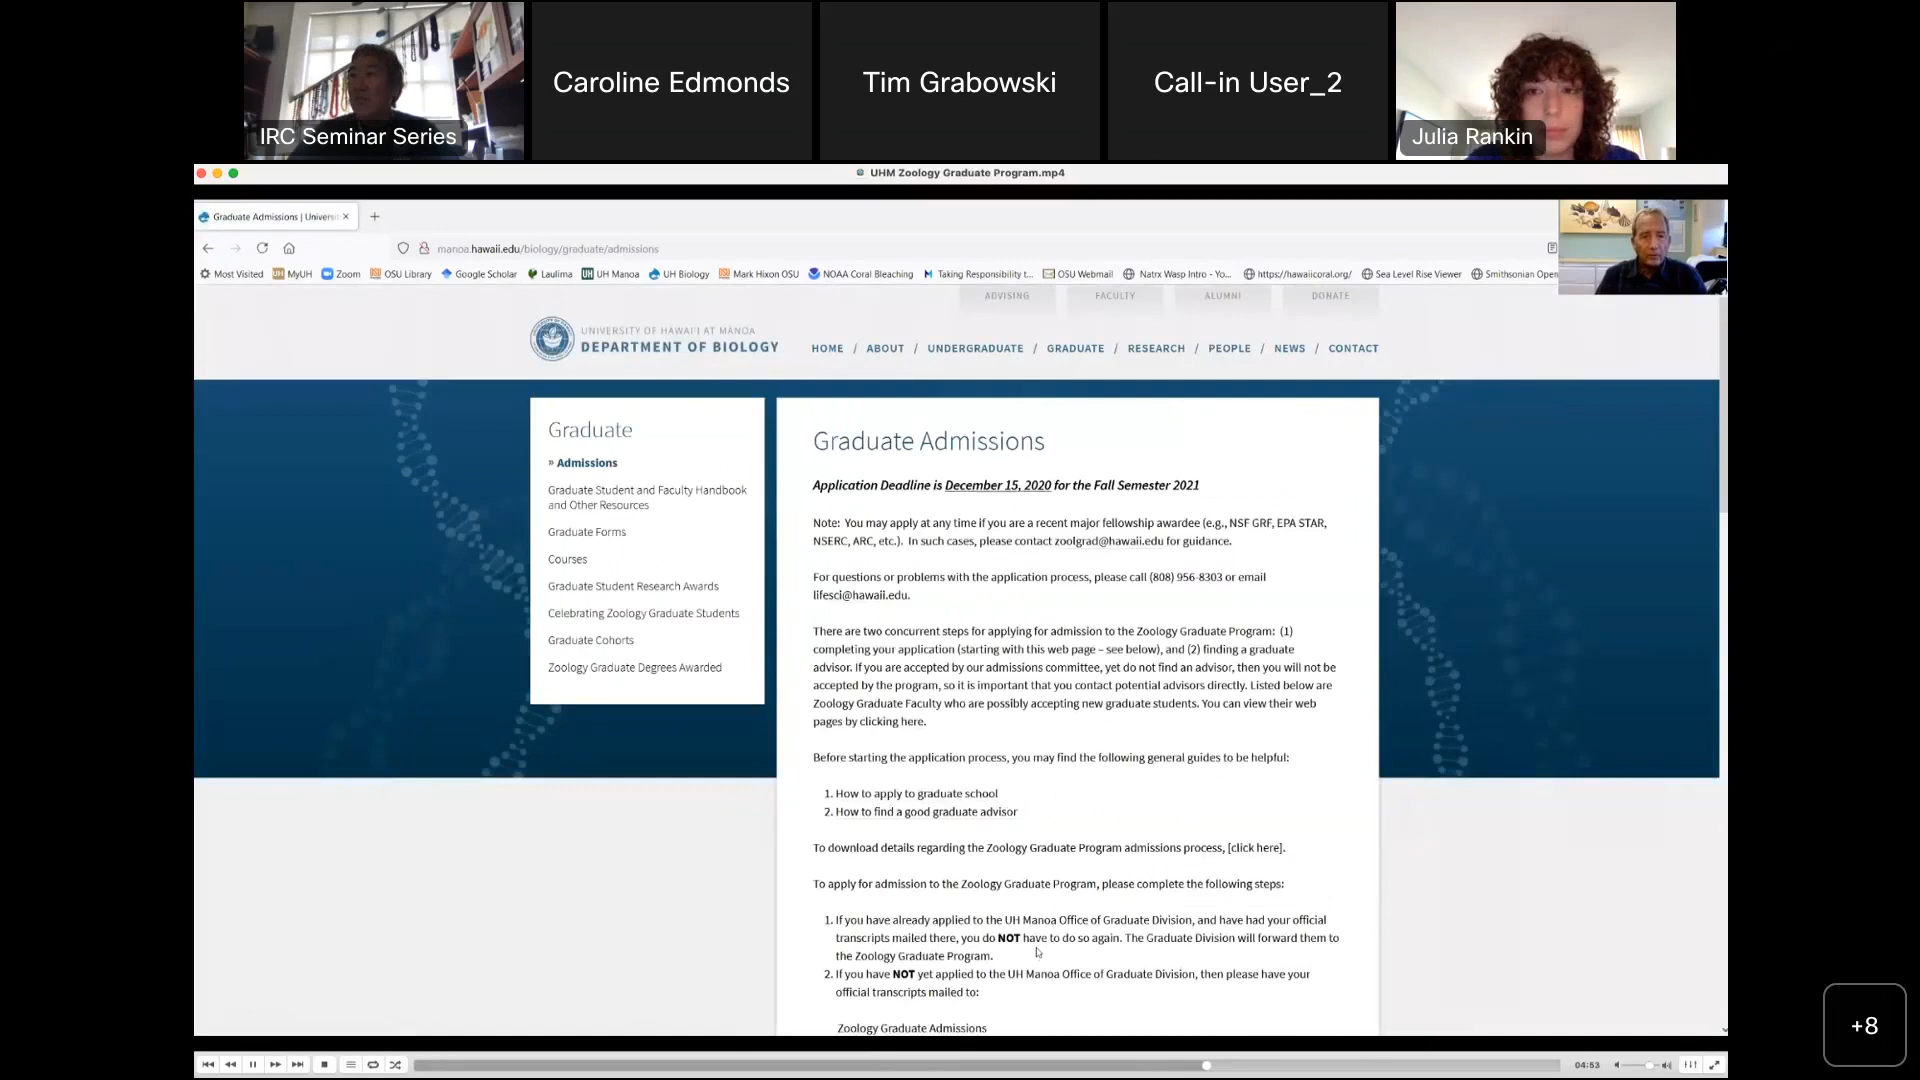 Caroline Edmonds
Tim Grabowski
Call-in User_2
IRC Seminar Series
Julia Rankin
UHM Zoology Graduate Program.mp4
Graduate Admissions | Universi
manoa.hawaii.edu/biology/graduate/admissions
Most Visited MyUH Zoom OSU Library Google Scholar Laulima UH Manoa UH Biology Mark Hixon OSU NOAA Coral Bleaching Taking Responsibility t... OSU Webmail Natrx Wasp Intro - Yo... https://hawaiicoral.org/ Sea Level Rise Viewer Smithsonian Open
ADVISING FACULTY ALUMNI DONATE
UNIVERSITY OF HAWAIʻI AT MĀNOA
DEPARTMENT OF BIOLOGY
HOME / ABOUT / UNDERGRADUATE / GRADUATE / RESEARCH / PEOPLE / NEWS / CONTACT
Graduate
» Admissions
Graduate Student and Faculty Handbook
and Other Resources
Graduate Forms
Courses
Graduate Student Research Awards
Celebrating Zoology Graduate Students
Graduate Cohorts
Zoology Graduate Degrees Awarded
Graduate Admissions
Application Deadline is December 15, 2020 for the Fall Semester 2021
Note: You may apply at any time if you are a recent major fellowship awardee (e.g., NSF GRF, EPA STAR,
NSERC, ARC, etc.). In such cases, please contact zoolgrad@hawaii.edu for guidance.
For questions or problems with the application process, please call (808) 956-8303 or email
lifesci@hawaii.edu.
There are two concurrent steps for applying for admission to the Zoology Graduate Program: (1)
completing your application (starting with this web page – see below), and (2) finding a graduate
advisor. If you are accepted by our admissions committee, yet do not find an advisor, then you will not be
accepted by the program, so it is important that you contact potential advisors directly. Listed below are
Zoology Graduate Faculty who are possibly accepting new graduate students. You can view their web
pages by clicking here.
Before starting the application process, you may find the following general guides to be helpful:
1. How to apply to graduate school
2. How to find a good graduate advisor
To download details regarding the Zoology Graduate Program admissions process, [click here].
To apply for admission to the Zoology Graduate Program, please complete the following steps:
1. If you have already applied to the UH Manoa Office of Graduate Division, and have had your official
transcripts mailed there, you do NOT have to do so again. The Graduate Division will forward them to
the Zoology Graduate Program.
2. If you have NOT yet applied to the UH Manoa Office of Graduate Division, then please have your
official transcripts mailed to:
Zoology Graduate Admissions
+8
04:53